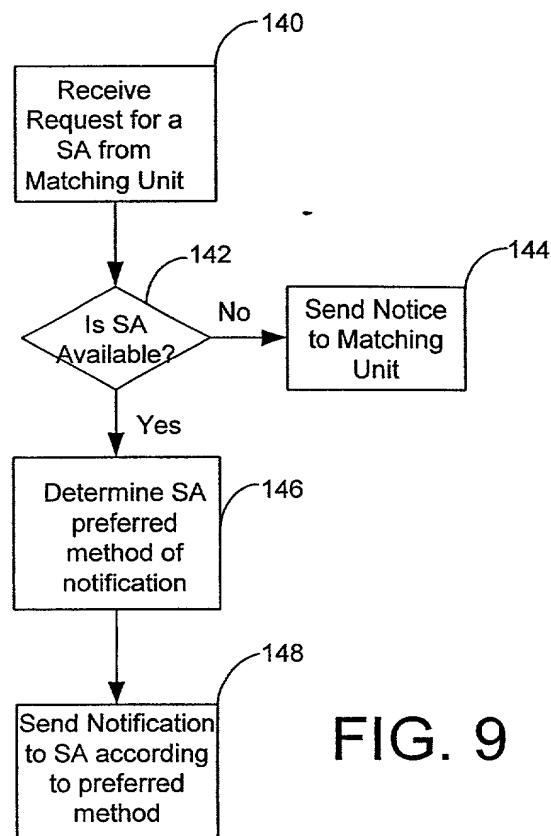 140
Receive
Request for a
SA from
Matching Unit
142
Is SA
Available?
No
144
Send Notice
to Matching
Unit
Yes
146
Determine SA
preferred
method of
notification
148
Send Notification
to SA according
to preferred
method
FIG. 9